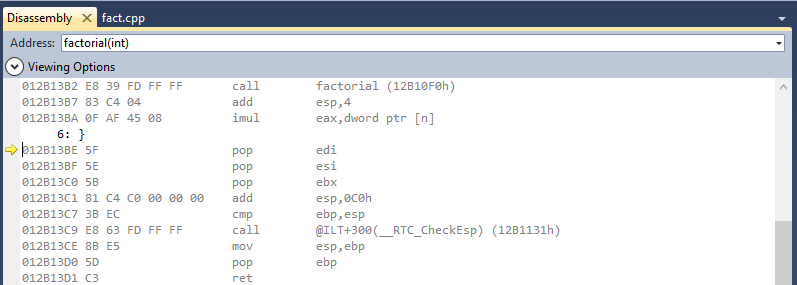 Disassembly fact.cpp
Address: factorial(int)
Viewing Options
012B13B2 E8 39 FD FF FF call factorial (12B10F0h)
012B13B7 83 C4 04 add esp,4
012B13BA 0F AF 45 08 imul eax,dword ptr [n]
6: }
012B13BE 5F pop edi
012B13BF 5E pop esi
012B13C0 5B pop ebx
012B13C1 81 C4 C0 00 00 00 add esp,0C0h
012B13C7 3B EC cmp ebp,esp
012B13C9 E8 63 FD FF FF call @ILT+300(__RTC_CheckEsp) (12B1131h)
012B13CE 8B E5 mov esp,ebp
012B13D0 5D pop ebp
012B13D1 C3 ret